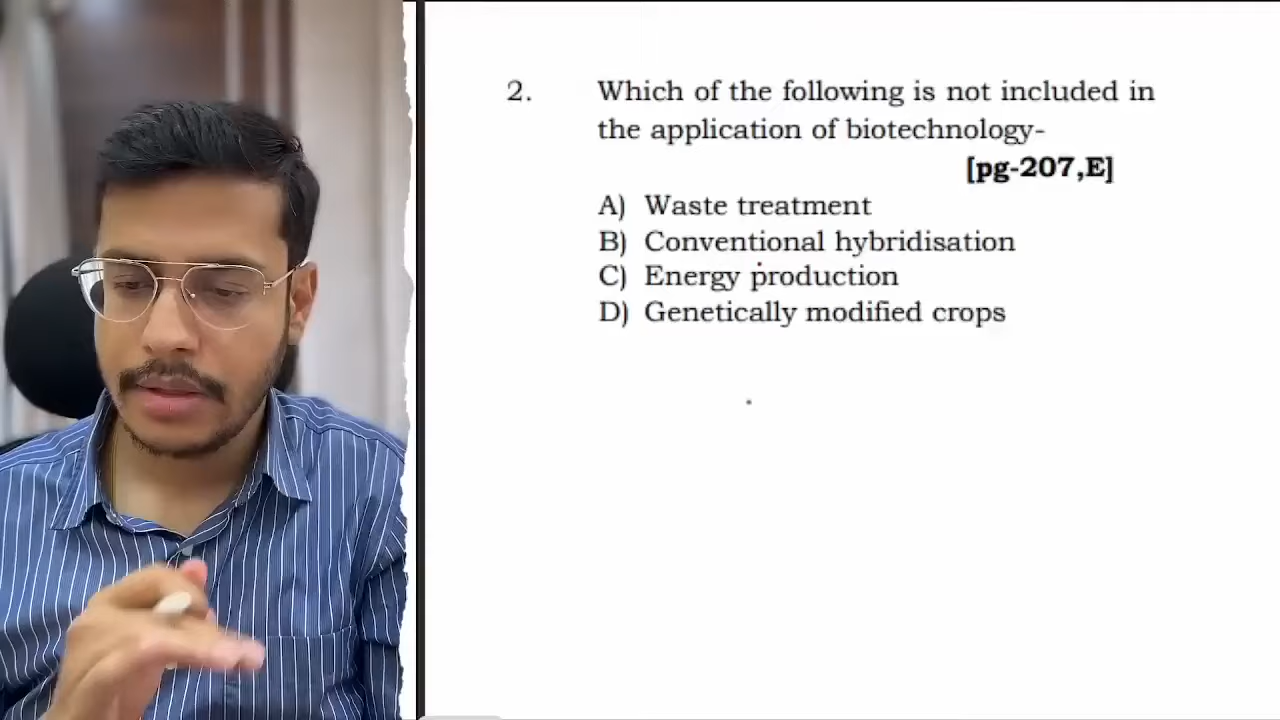 2. Which of the following is not included in
the application of biotechnology-
[pg-207,E]
A) Waste treatment
B) Conventional hybridisation
C) Energy production
D) Genetically modified crops